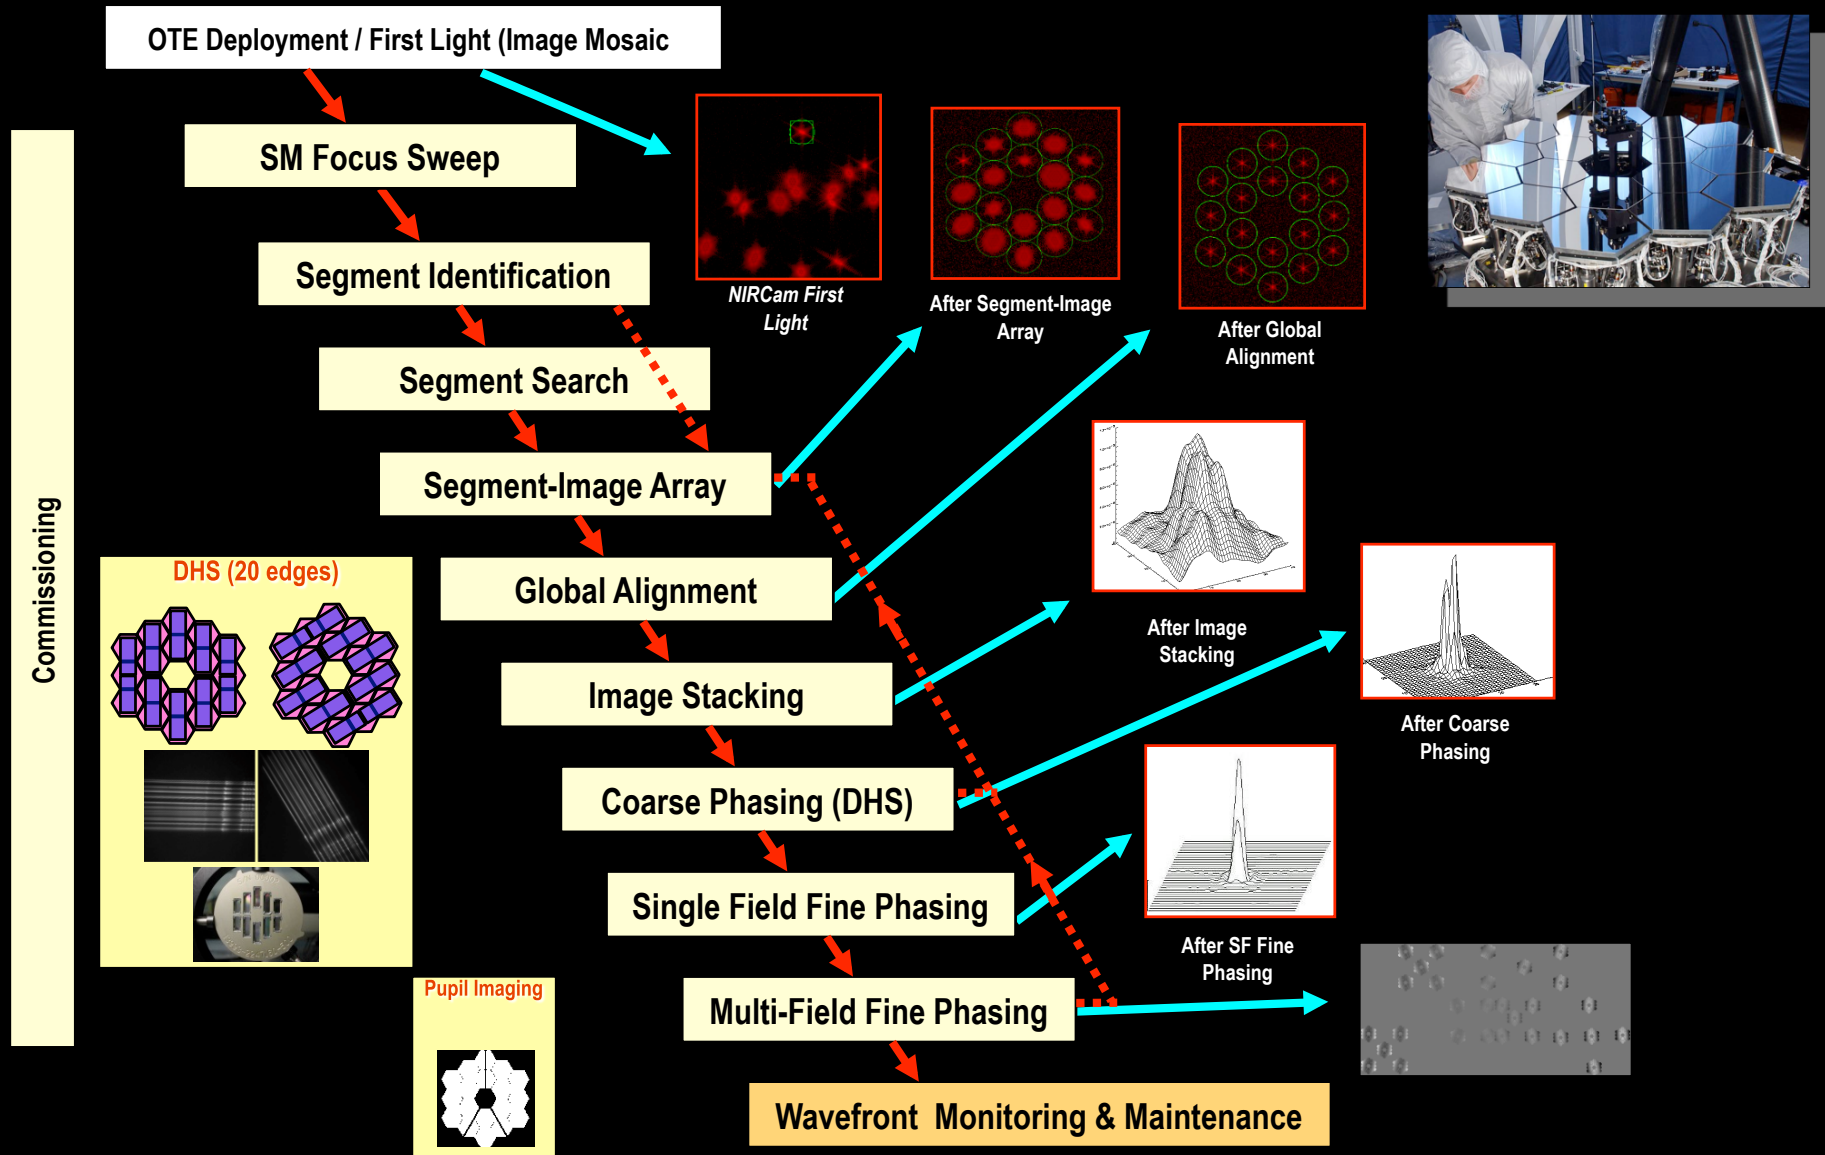 OTE Deployment / First Light (Image Mosaic
SM Focus Sweep
Segment Identification
Segment Search
Segment-Image Array
Global Alignment
Image Stacking
Coarse Phasing (DHS)
Single Field Fine Phasing
Multi-Field Fine Phasing
Wavefront Monitoring & Maintenance
Commissioning
NIRCam First
Light
After Segment-Image
Array
After Global
Alignment
After Image
Stacking
After Coarse
Phasing
After SF Fine
Phasing
DHS (20 edges)
Pupil Imaging